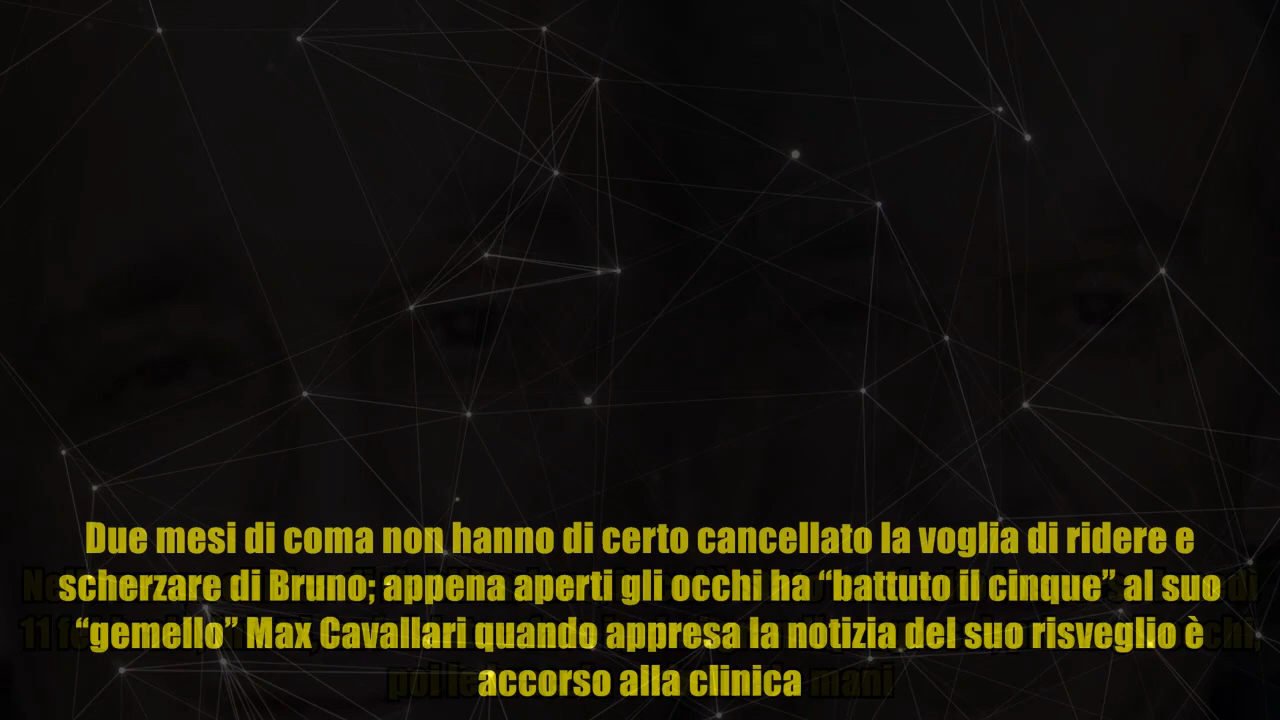 Due mesi di coma non hanno di certo cancellato la voglia di ridere e
scherzare di Bruno; appena aperti gli occhi ha “battuto il cinque” al suo
“gemello” Max Cavallari quando appresa la notizia del suo risveglio è
accorso alla clinica